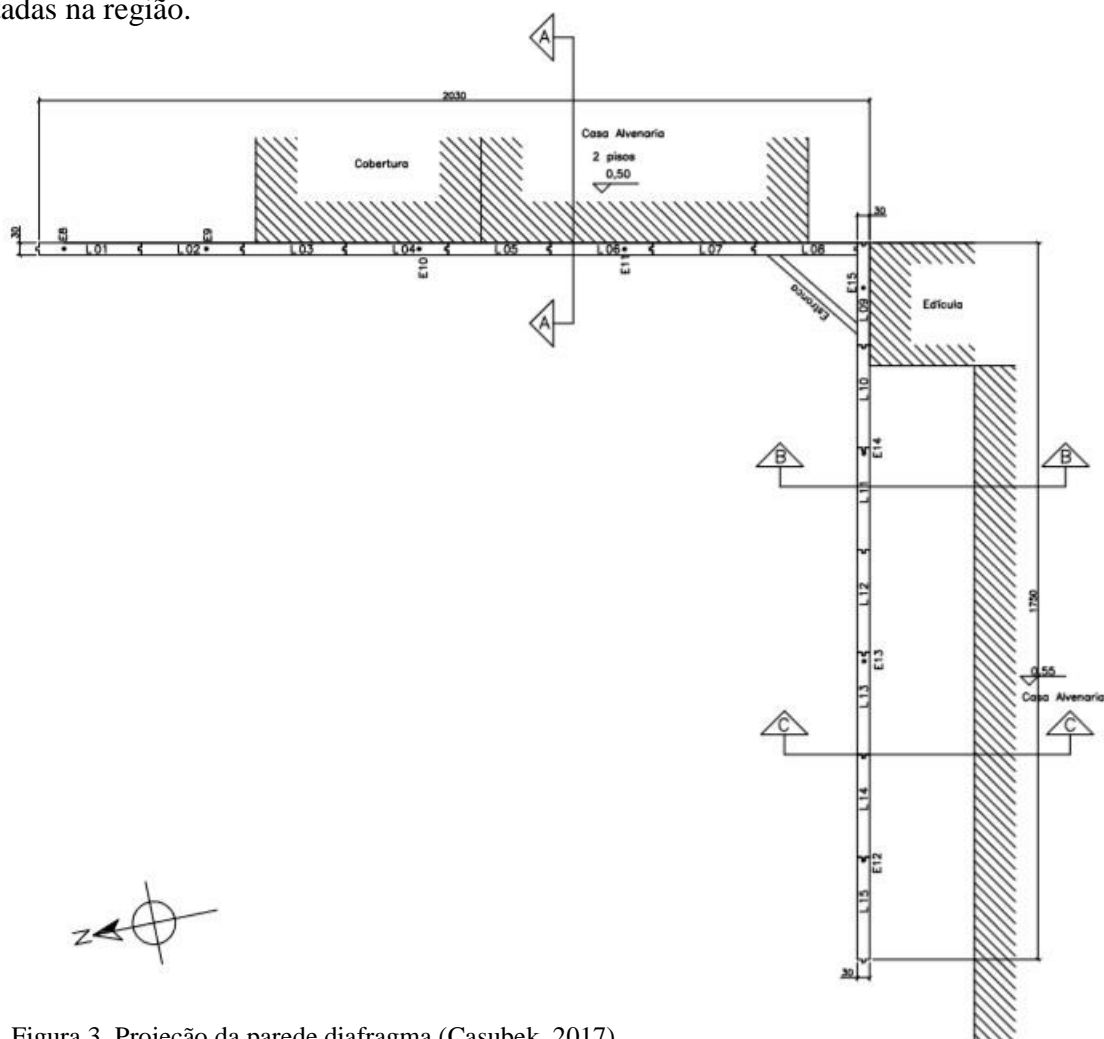 adas na região.
A
2030
Casa Alvenaria
2 pisos
0,50
Cobertura
30
30
E8
E9
L01
L02
L03
L04
L05
L06
L07
L08
E10
E11
A
Estronca
E15
L09
Edícula
L10
E14
B
B
L11
L12
1750
E13
L13
0,55
Casa Alvenaria
C
C
L14
E12
L15
N
30
Figura 3. Projeção da parede diafragma (Casubek, 2017)